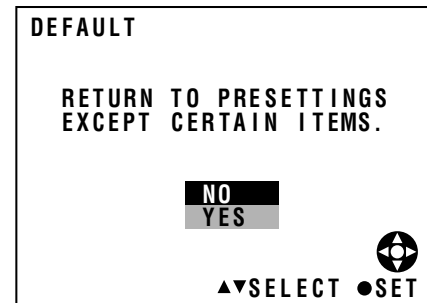 DEFAULT
RETURN TO PRESETTINGS
EXCEPT CERTAIN ITEMS.
NO
YES
▲▼SELECT ●SET